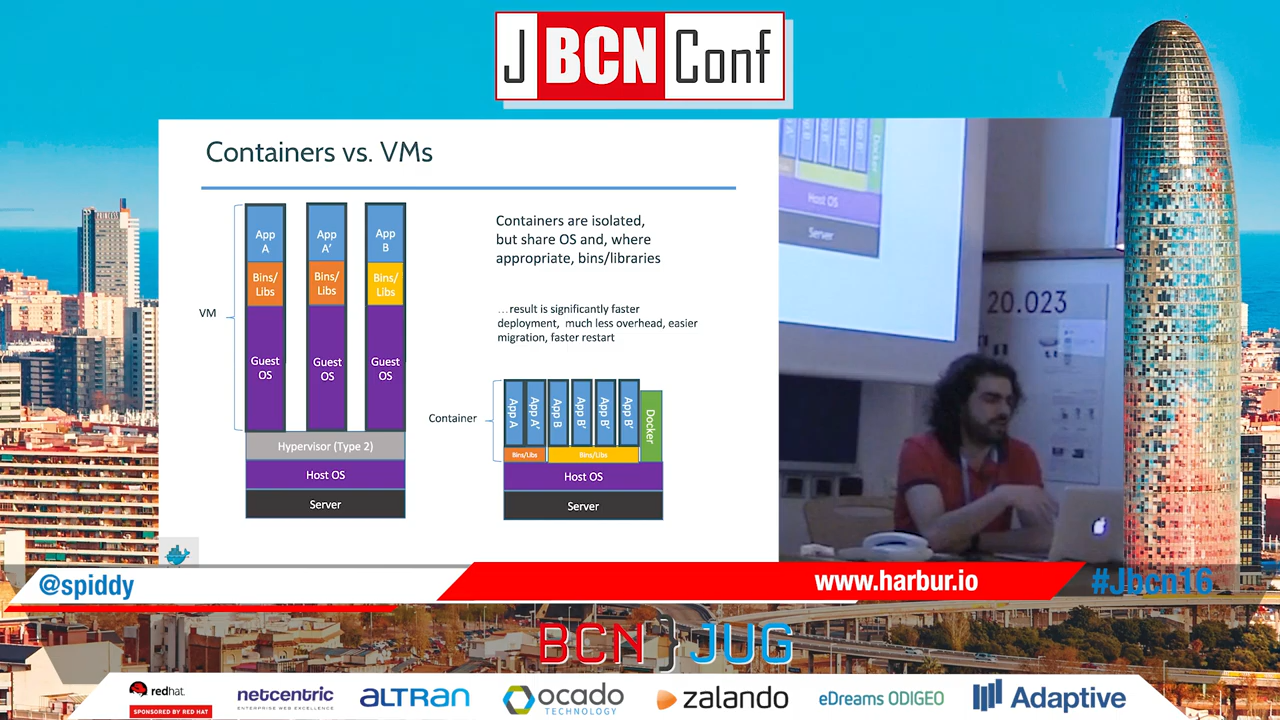 J BCN Conf
Containers vs. VMs
App
A
App
A'
App
B
Bins/
Libs
Bins/
Libs
Bins/
Libs
VM
Guest
OS
Guest
OS
Guest
OS
Hypervisor (Type 2)
Host OS
Server
Containers are isolated,
but share OS and, where
appropriate, bins/libraries
...result is significantly faster
deployment, much less overhead, easier
migration, faster restart
Container
App A
App A'
App B
App B'
App B'
App B'
Docker
Bins/Libs
Bins/Libs
Host OS
Server
Host OS
Server
20.023
@spiddy
www.harbur.io
#Jbcn16
BCN JUG
redhat.
SPONSORED BY RED HAT
netcentric
ENTERPRISE WEB EXCELLENCE
ALTRAN
ocado
TECHNOLOGY
zalando
eDreams ODIGEO
Adaptive